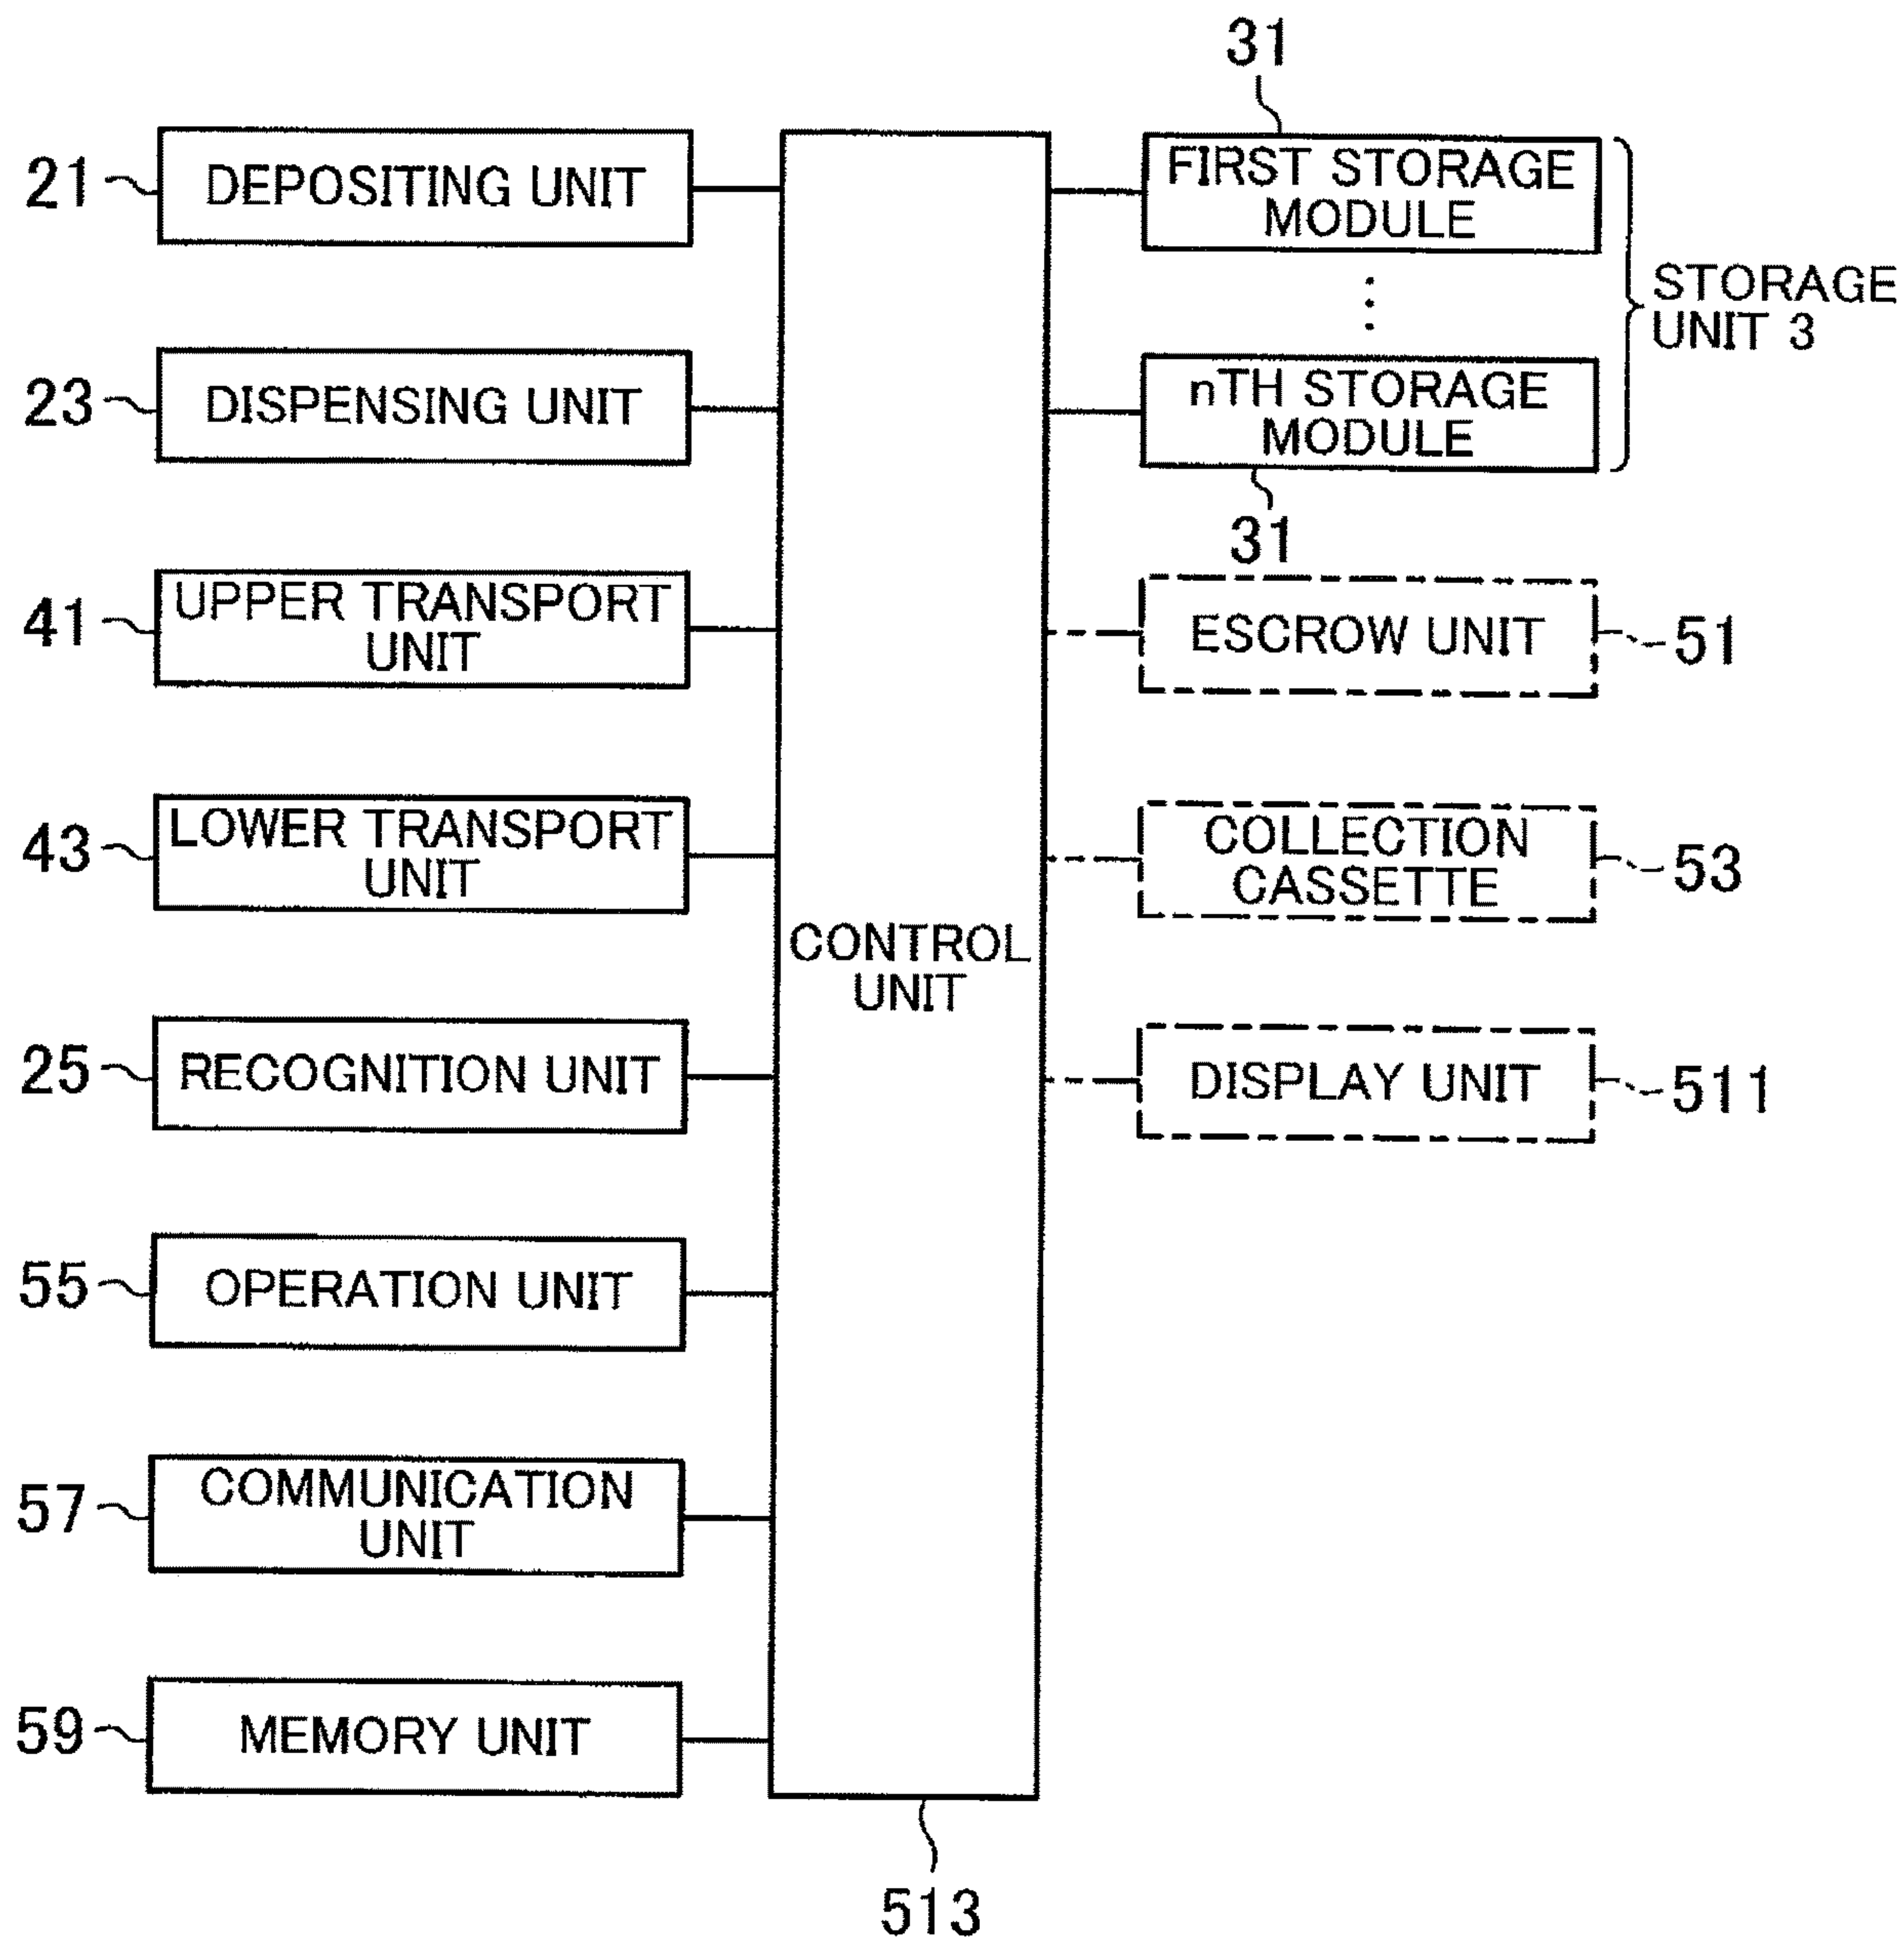 21
DEPOSITING UNIT
23
DISPENSING UNIT
41
UPPER TRANSPORT
UNIT
43
LOWER TRANSPORT
UNIT
25
RECOGNITION UNIT
55
OPERATION UNIT
57
COMMUNICATION
UNIT
59
MEMORY UNIT
CONTROL
UNIT
513
31
FIRST STORAGE
MODULE
⋮
nTH STORAGE
MODULE
31
STORAGE
UNIT 3
ESCROW UNIT
51
COLLECTION
CASSETTE
53
DISPLAY UNIT
511